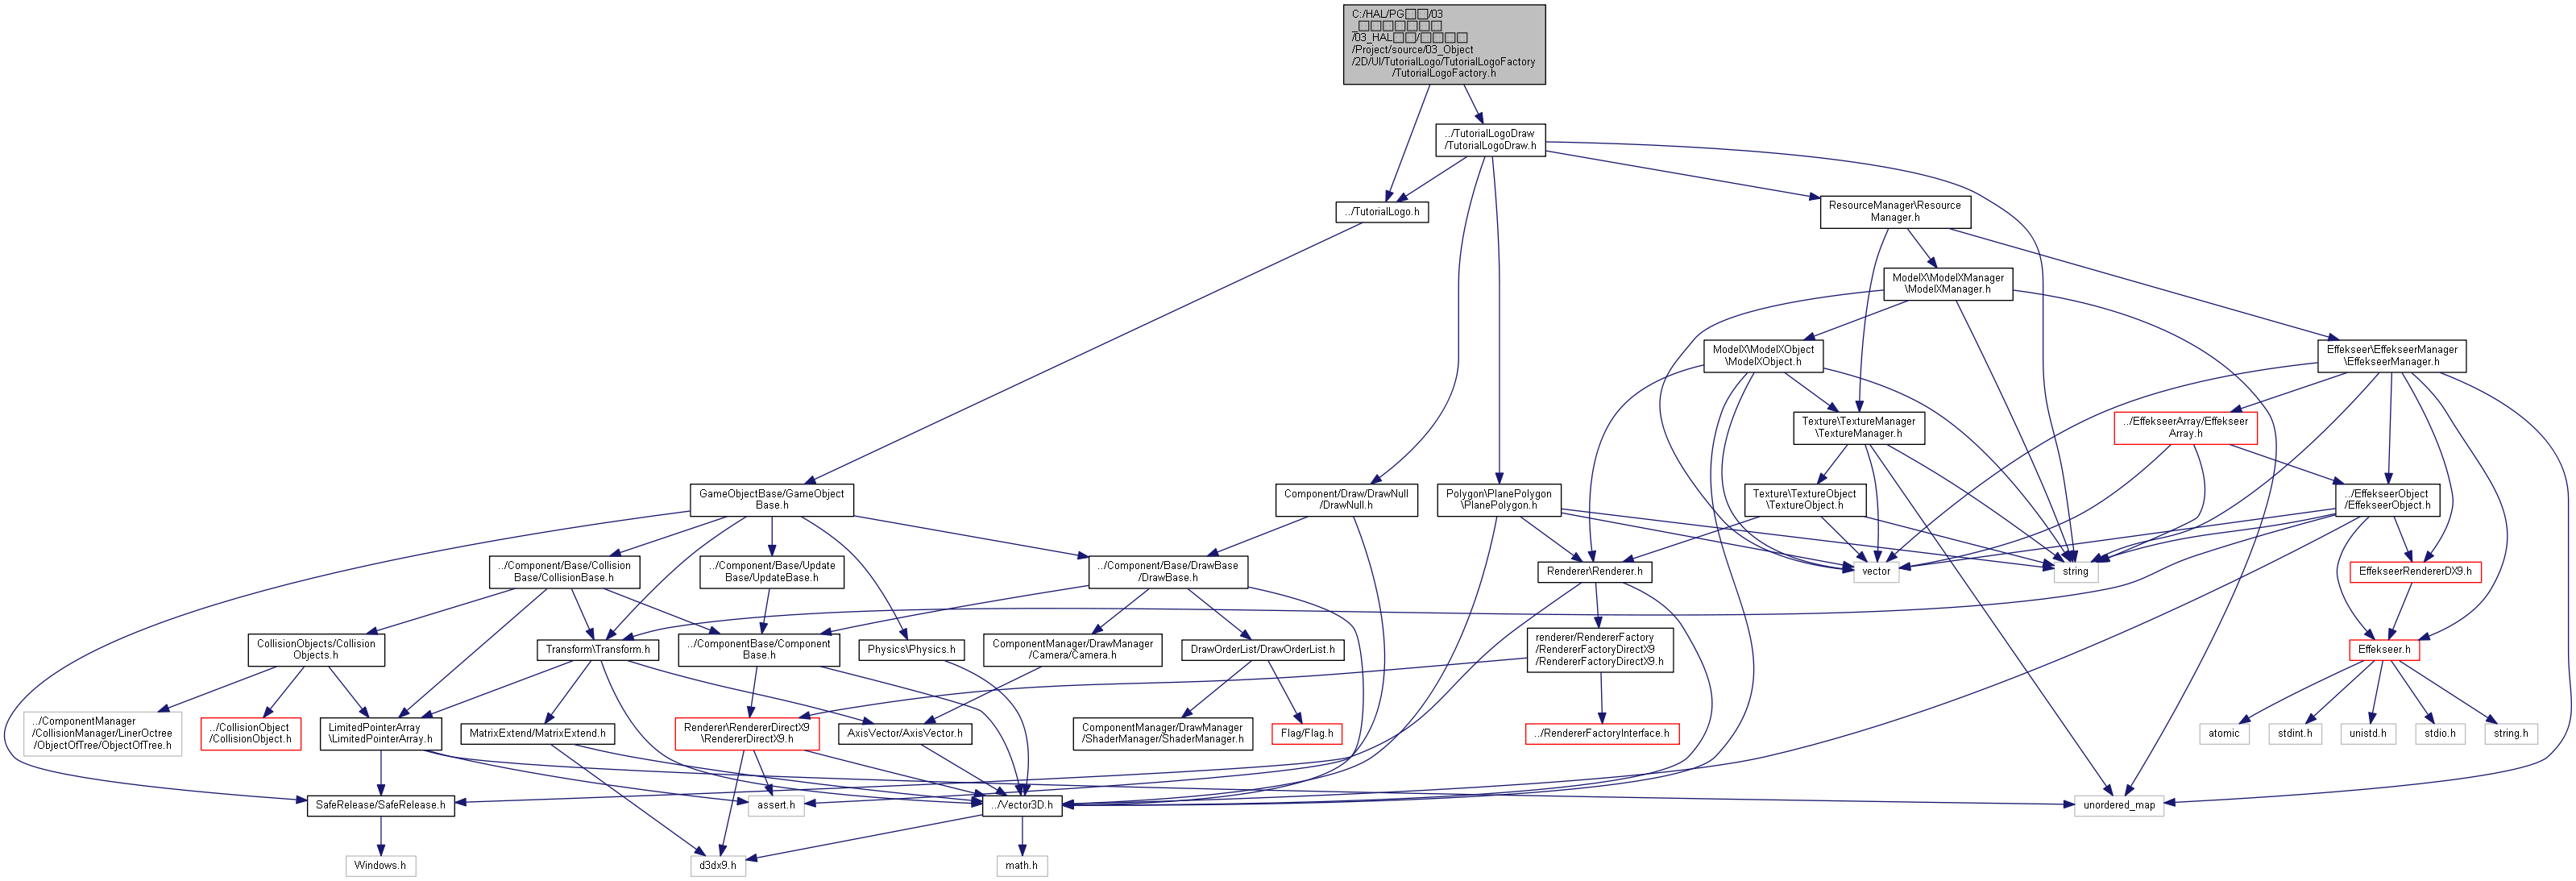 C:/HAL/PG□□/03
_□□□□□□□
/03_HAL□□/□□□□
/Project/source/03_Object
/2D/UI/TutorialLogo/TutorialLogoFactory
/TutorialLogoFactory.h
../TutorialLogoDraw
/TutorialLogoDraw.h
../TutorialLogo.h
ResourceManager\Resource
Manager.h
ModelX\ModelXManager
\ModelXManager.h
ModelX\ModelXObject
\ModelXObject.h
Effekseer\EffekseerManager
\EffekseerManager.h
Texture\TextureManager
\TextureManager.h
../EffekseerArray/Effekseer
Array.h
GameObjectBase/GameObject
Base.h
Component/Draw/DrawNull
/DrawNull.h
Polygon\PlanePolygon
\PlanePolygon.h
Texture\TextureObject
\TextureObject.h
../EffekseerObject
/EffekseerObject.h
../Component/Base/Collision
Base/CollisionBase.h
../Component/Base/Update
Base/UpdateBase.h
../Component/Base/DrawBase
/DrawBase.h
Renderer\Renderer.h
vector
string
EffekseerRendererDX9.h
CollisionObjects/Collision
Objects.h
Transform\Transform.h
../ComponentBase/Component
Base.h
Physics\Physics.h
ComponentManager/DrawManager
/Camera/Camera.h
DrawOrderList/DrawOrderList.h
renderer/RendererFactory
/RendererFactoryDirectX9
/RendererFactoryDirectX9.h
Effekseer.h
../ComponentManager
/CollisionManager/LinerOctree
/ObjectOfTree/ObjectOfTree.h
../CollisionObject
/CollisionObject.h
LimitedPointerArray
\LimitedPointerArray.h
MatrixExtend/MatrixExtend.h
Renderer\RendererDirectX9
\RendererDirectX9.h
AxisVector/AxisVector.h
ComponentManager/DrawManager
/ShaderManager/ShaderManager.h
Flag/Flag.h
../RendererFactoryInterface.h
atomic
stdint.h
unistd.h
stdio.h
string.h
SafeRelease/SafeRelease.h
assert.h
../Vector3D.h
unordered_map
Windows.h
d3dx9.h
math.h